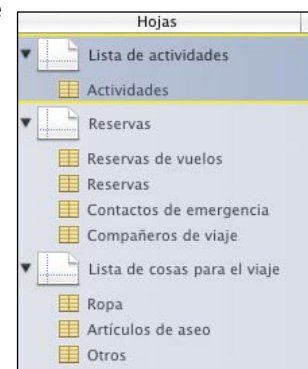 e
Hojas
Lista de actividades
Actividades
Reservas
Reservas de vuelos
Reservas
Contactos de emergencia
Compañeros de viaje
Lista de cosas para el viaje
Ropa
Artículos de aseo
Otros